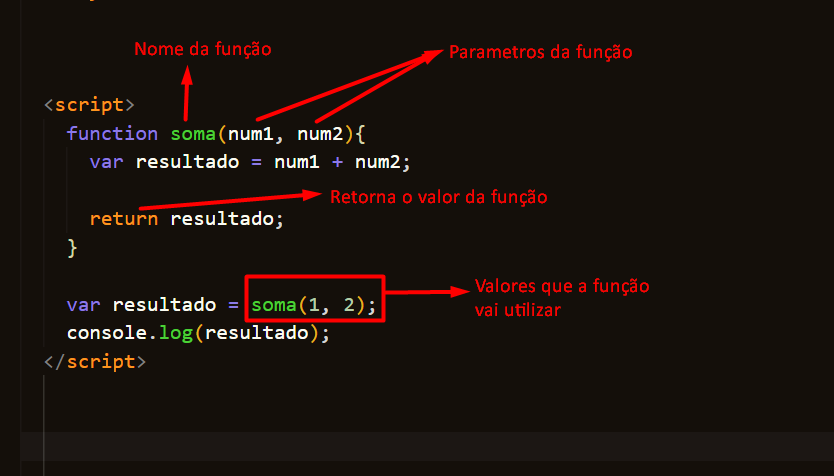 Nome da função
Parametros da função
<script>
function soma(num1, num2){
var resultado = num1 + num2;
Retorna o valor da função
return resultado;
}
Valores que a função
vai utilizar
var resultado = soma(1, 2);
console.log(resultado);
</script>